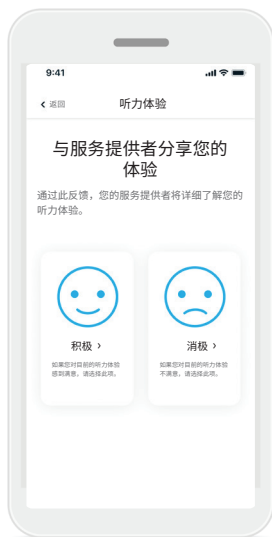 9:41
返回
听力体验
与服务提供者分享您的
体验
通过此反馈，您的服务提供者将详细了解您的
听力体验。
积极
消极
如果您对目前的听力体验
感到满意，请选择此项。
如果您对目前的听力体验
不满意，请选择此项。